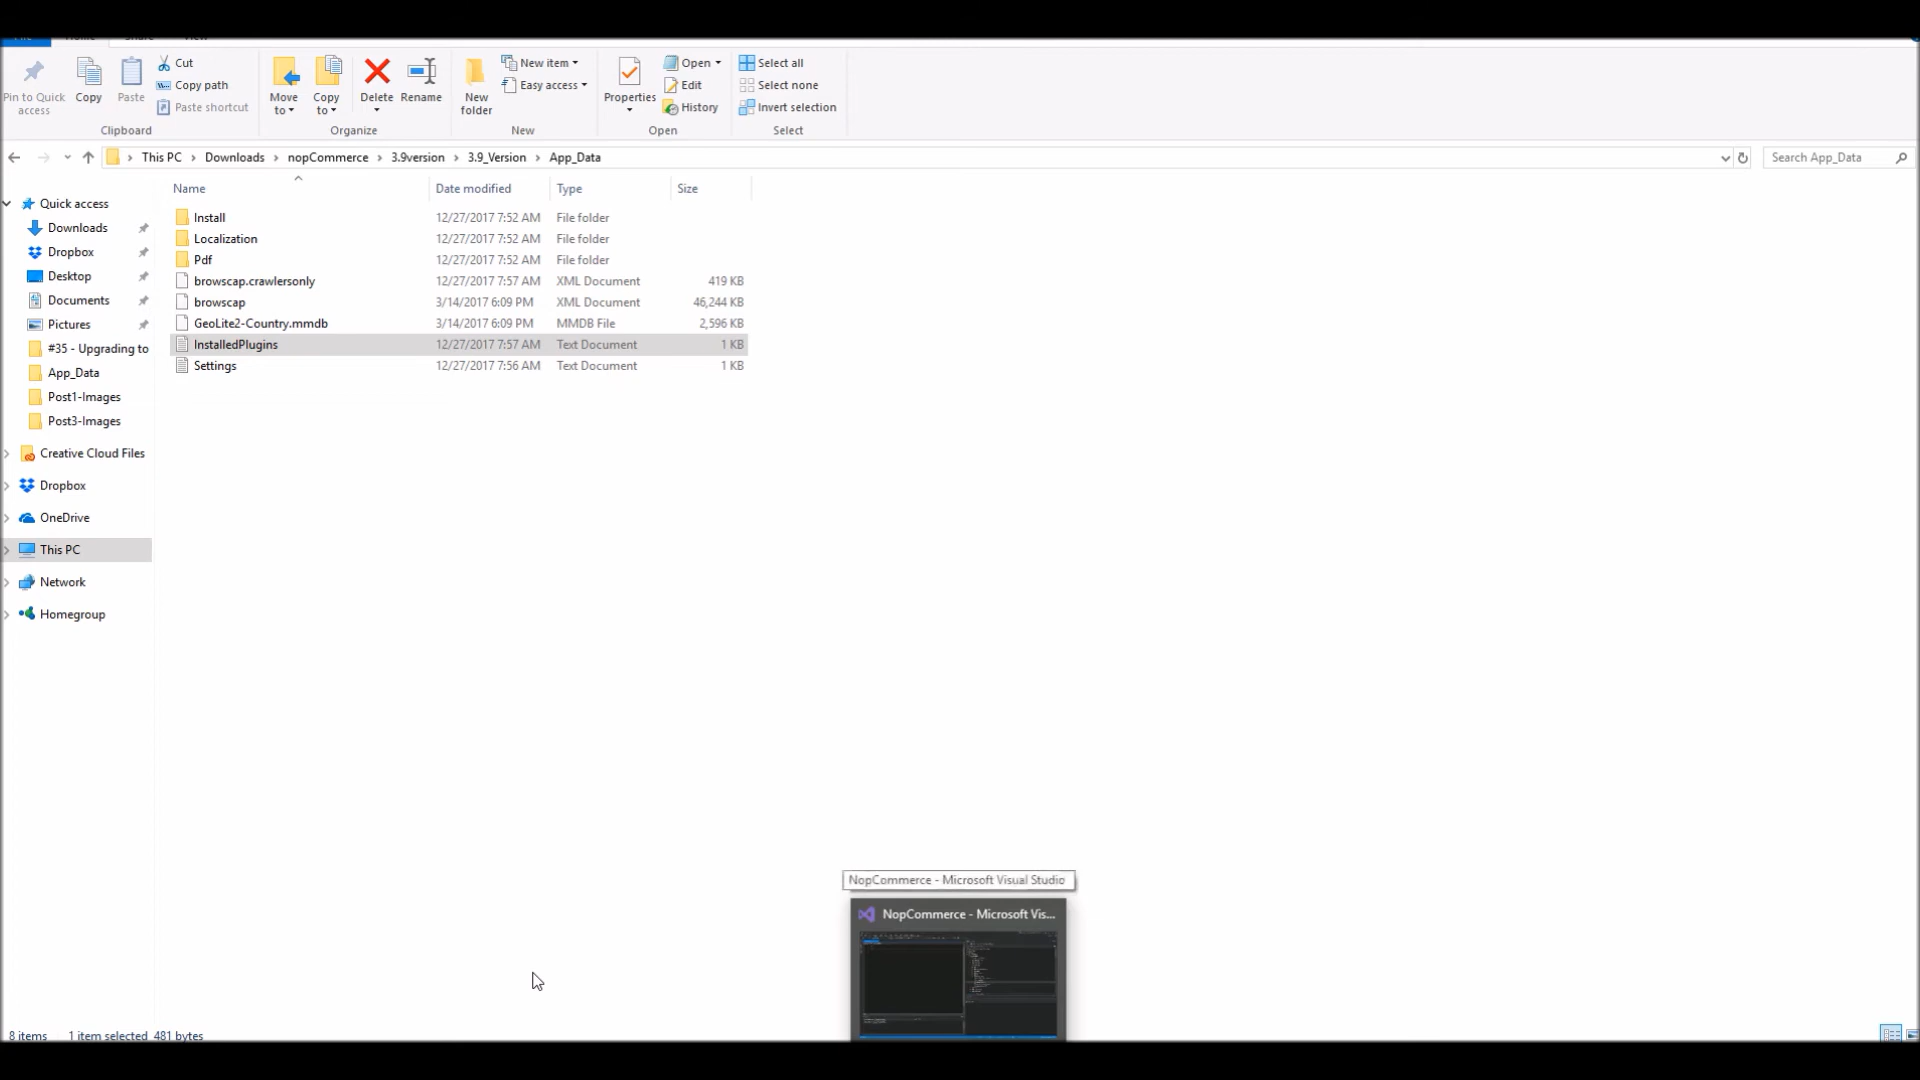 File Home Share View
Cut
Copy path
Paste shortcut
Pin to Quick access
Copy
Paste
Clipboard
Move to
Copy to
Delete
Rename
Organize
New folder
New item
Easy access
New
Properties
Open
Edit
History
Open
Select all
Select none
Invert selection
Select
This PC > Downloads > nopCommerce > 3.9version > 3.9_Version > App_Data
Search App_Data
Name Date modified Type Size
Install 12/27/2017 7:52 AM File folder
Localization 12/27/2017 7:52 AM File folder
Pdf 12/27/2017 7:52 AM File folder
browscap.crawlersonly 12/27/2017 7:57 AM XML Document 419 KB
browscap 3/14/2017 6:09 PM XML Document 46,244 KB
GeoLite2-Country.mmdb 3/14/2017 6:09 PM MMDB File 2,596 KB
InstalledPlugins 12/27/2017 7:57 AM Text Document 1 KB
Settings 12/27/2017 7:56 AM Text Document 1 KB
Quick access
Downloads
Dropbox
Desktop
Documents
Pictures
#35 - Upgrading to
App_Data
Post1-Images
Post3-Images
Creative Cloud Files
Dropbox
OneDrive
This PC
Network
Homegroup
NopCommerce - Microsoft Visual Studio
NopCommerce - Microsoft Vis...
8 items 1 item selected 481 bytes